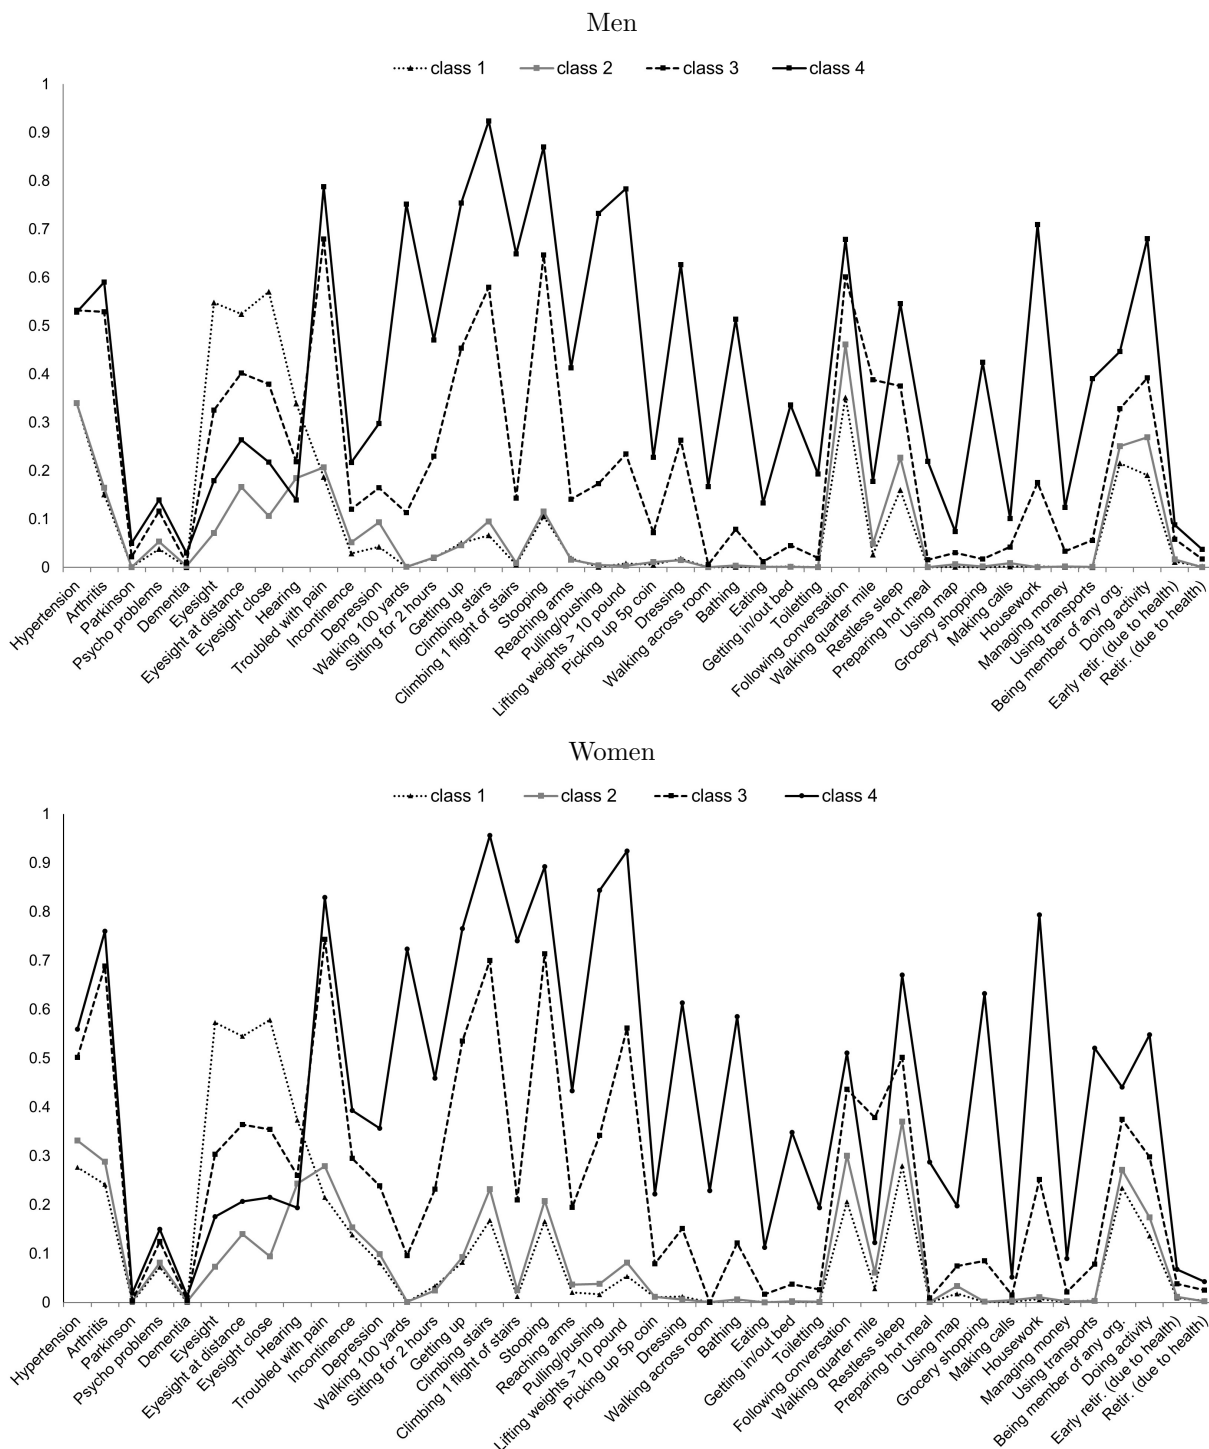 Men
class 1 class 2 class 3 class 4
1
0.9
0.8
0.7
0.6
0.5
0.4
0.3
0.2
0.1
0
Hypertension
Arthritis
Parkinson
Psycho problems
Dementia
Eyesight
Eyesight at distance
Eyesight close
Hearing
Troubled with pain
Incontinence
Depression
Walking 100 yards
Sitting for 2 hours
Getting up
Climbing stairs
Climbing 1 flight of stairs
Stooping
Reaching arms
Pulling/pushing
Lifting weights > 10 pound
Picking up 5p coin
Dressing
Walking across room
Bathing
Eating
Getting in/out bed
Toiletting
Following conversation
Walking quarter mile
Restless sleep
Preparing hot meal
Using map
Grocery shopping
Making calls
Housework
Managing money
Using transports
Being member of any org.
Doing activity
Early retir. (due to health)
Retir. (due to health)
Women
class 1 class 2 class 3 class 4
1
0.9
0.8
0.7
0.6
0.5
0.4
0.3
0.2
0.1
0
Hypertension
Arthritis
Parkinson
Psycho problems
Dementia
Eyesight
Eyesight at distance
Eyesight close
Hearing
Troubled with pain
Incontinence
Depression
Walking 100 yards
Sitting for 2 hours
Getting up
Climbing stairs
Climbing 1 flight of stairs
Stooping
Reaching arms
Pulling/pushing
Lifting weights > 10 pound
Picking up 5p coin
Dressing
Walking across room
Bathing
Eating
Getting in/out bed
Toiletting
Following conversation
Walking quarter mile
Restless sleep
Preparing hot meal
Using map
Grocery shopping
Making calls
Housework
Managing money
Using transports
Being member of any org.
Doing activity
Early retir. (due to health)
Retir. (due to health)